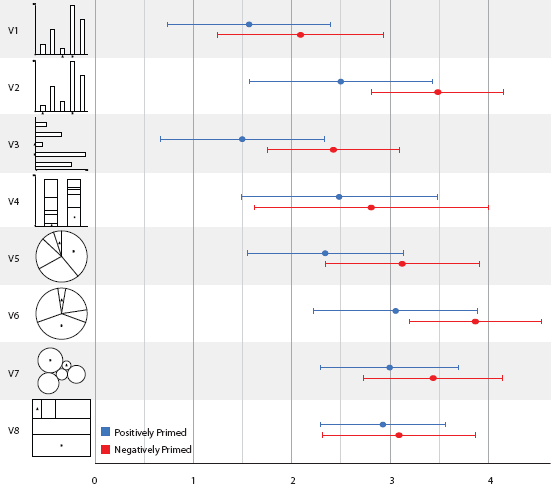 V1
V2
V3
V4
V5
V6
V7
V8
Positively Primed
Negatively Primed
0 1 2 3 4